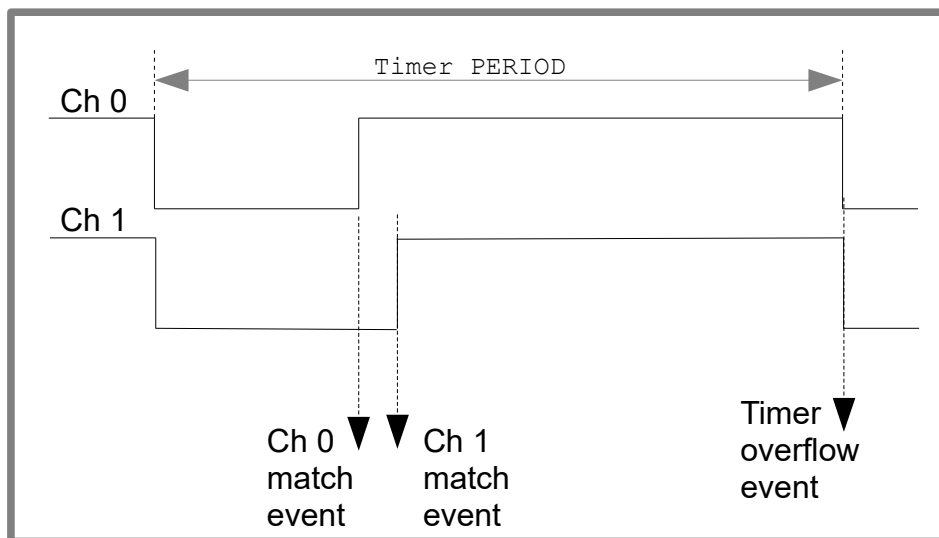 Timer PERIOD
Ch 0
Ch 1
Ch 0
match
event
Ch 1
match
event
Timer
overflow
event